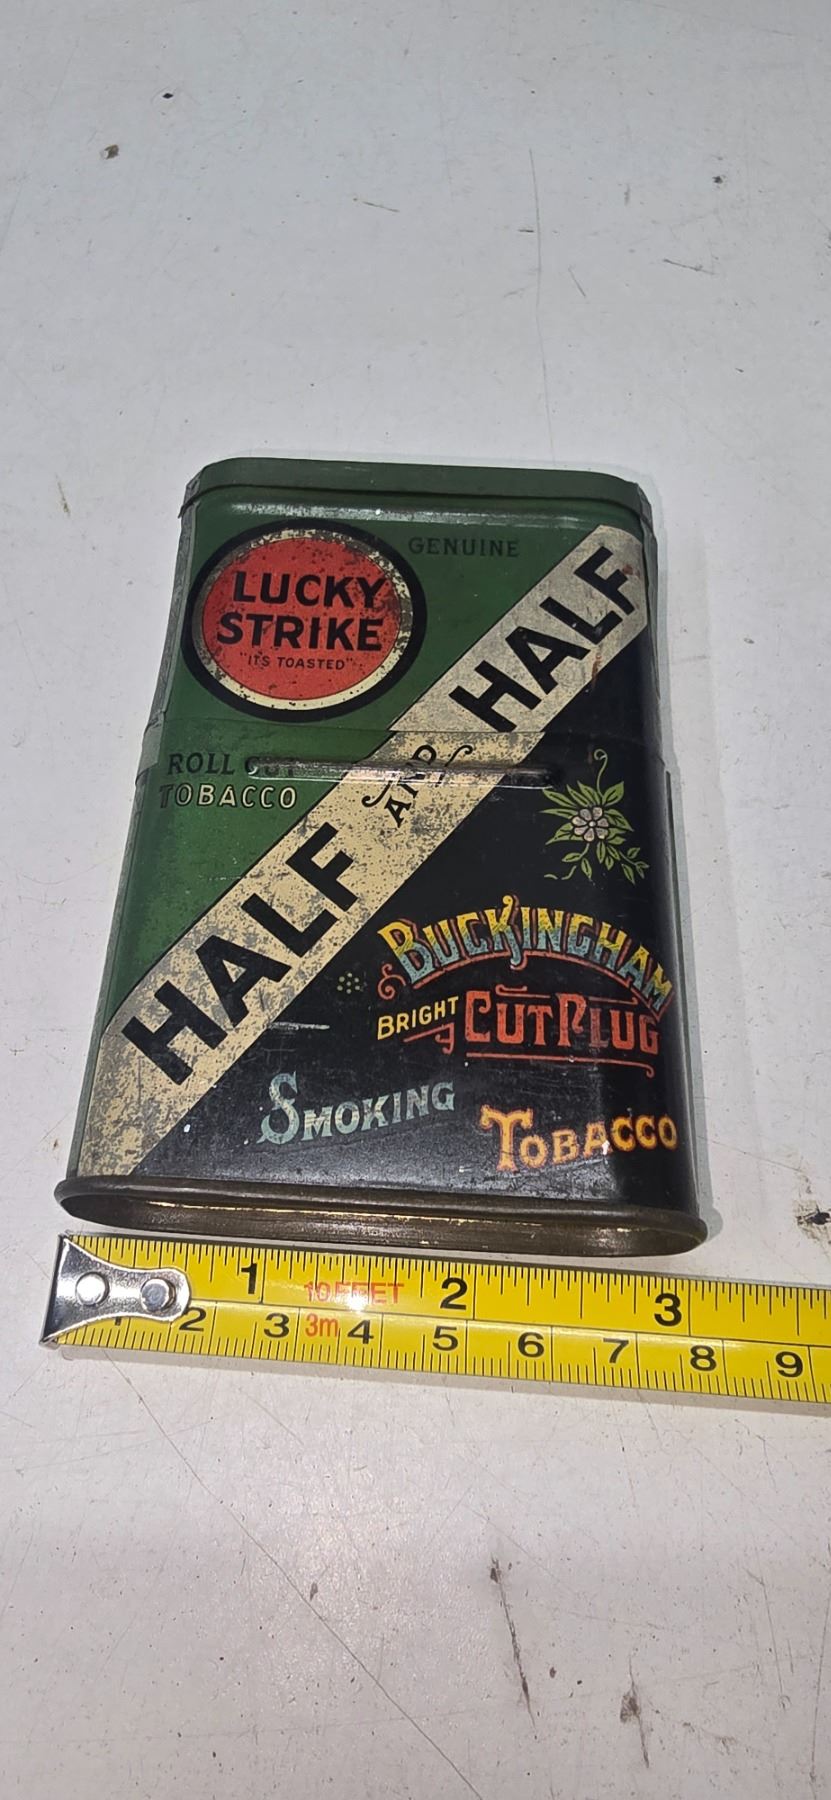 LUCKY
STRIKE
"IT'S TOASTED"
GENUINE
ROLL CUT
TOBACCO
HALF
AND
HALF
BUCKINGHAM
BRIGHT CUT PLUG
SMOKING
TOBACCO
1 10 FEET 2 3
1 2 3 3m 4 5 6 7 8 9